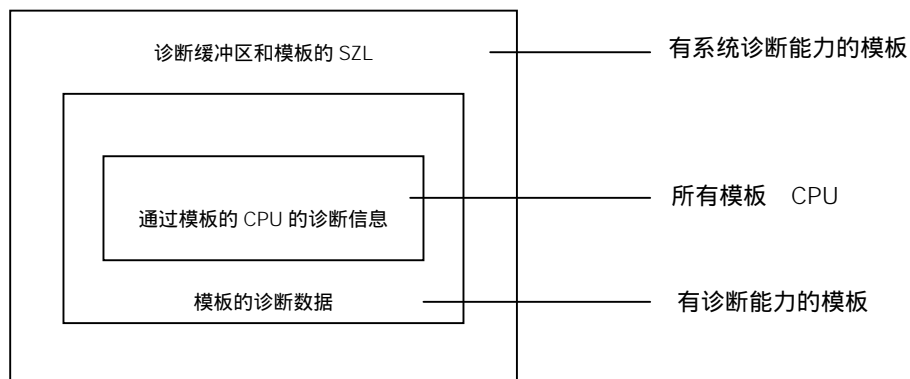 诊断缓冲区和模板的 SZL
有系统诊断能力的模板
通过模板的 CPU 的诊断信息
所有模板 CPU
模板的诊断数据
有诊断能力的模板